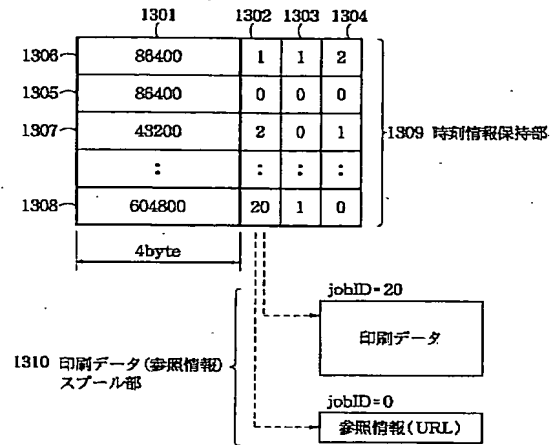 1301 1302 1303 1304
1306 86400 1 1 2
1305 86400 0 0 0
1307 43200 2 0 1
: : : :
1308 604800 20 1 0
1309 時刻情報保持部
4byte
jobID=20
印刷データ
1310 印刷データ(参照情報)
スプール部
jobID=0
参照情報(URL)